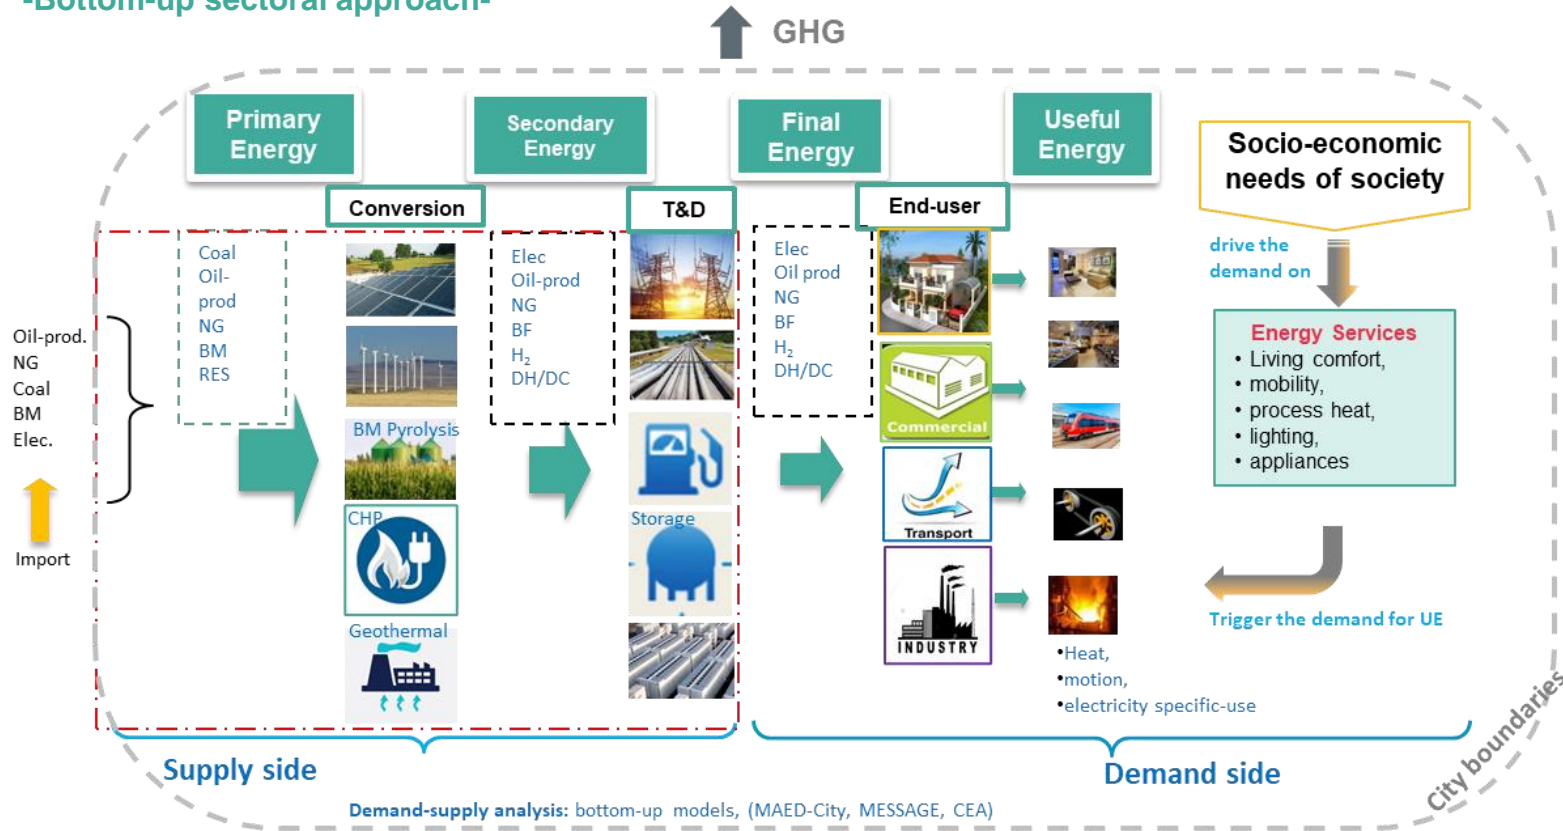 -Bottom-up sectoral approach-
GHG
Primary
Energy
Secondary
Energy
Final
Energy
Useful
Energy
Socio-economic
needs of society
Conversion
T&D
End-user
Oil-prod.
NG
Coal
BM
Elec.
Import
Coal
Oil-
prod
NG
BM
RES
BM Pyrolysis
CHP
Geothermal
Elec
Oil-prod
NG
BF
H₂
DH/DC
Storage
Elec
Oil prod
NG
BF
H₂
DH/DC
Commercial
Transport
INDUSTRY
•Heat,
•motion,
•electricity specific-use
drive the
demand on
Energy Services
• Living comfort,
• mobility,
• process heat,
• lighting,
• appliances
Trigger the demand for UE
Supply side
Demand side
City boundaries
Demand-supply analysis: bottom-up models, (MAED-City, MESSAGE, CEA)